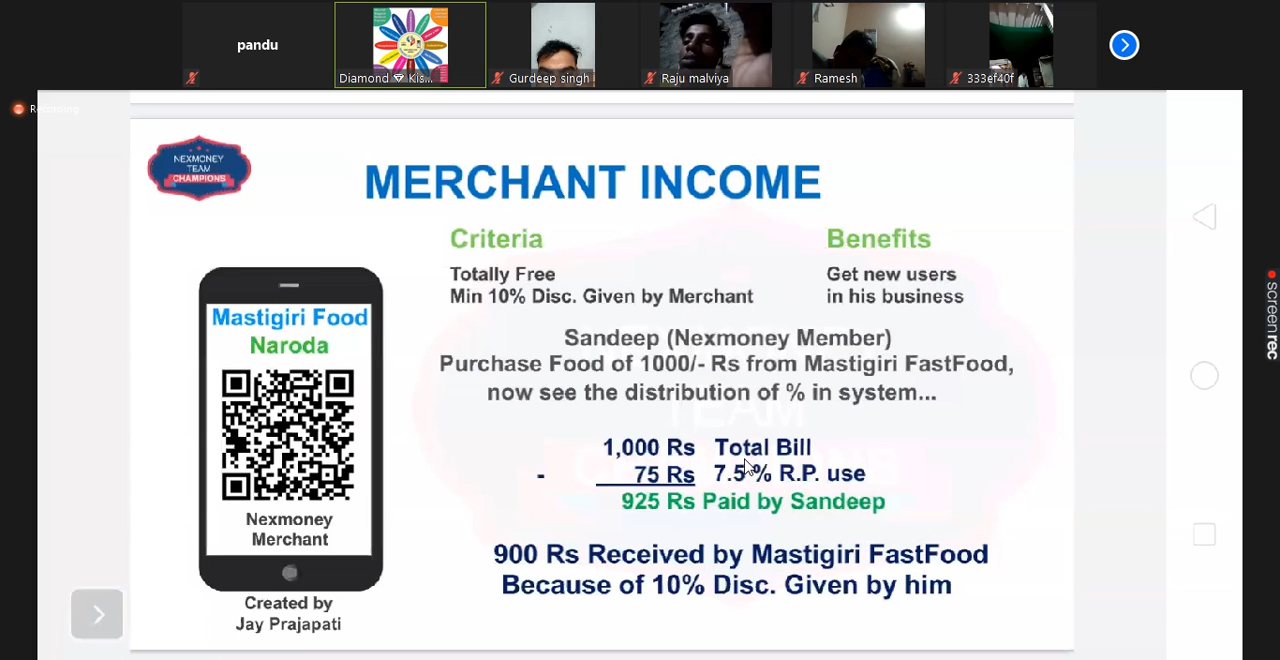 pandu
Diamond Kis...
Gurdeep singh
Raju malviya
Ramesh
333ef40f
Recording
NEXMONEY
TEAM
CHAMPIONS
MERCHANT INCOME
Criteria
Totally Free
Min 10% Disc. Given by Merchant
Benefits
Get new users
in his business
Mastigiri Food
Naroda
Nexmoney
Merchant
Created by
Jay Prajapati
Sandeep (Nexmoney Member)
Purchase Food of 1000/- Rs from Mastigiri FastFood,
now see the distribution of % in system...
1,000 Rs Total Bill
- 75 Rs 7.5 % R.P. use
925 Rs Paid by Sandeep
900 Rs Received by Mastigiri FastFood
Because of 10% Disc. Given by him
screenrec